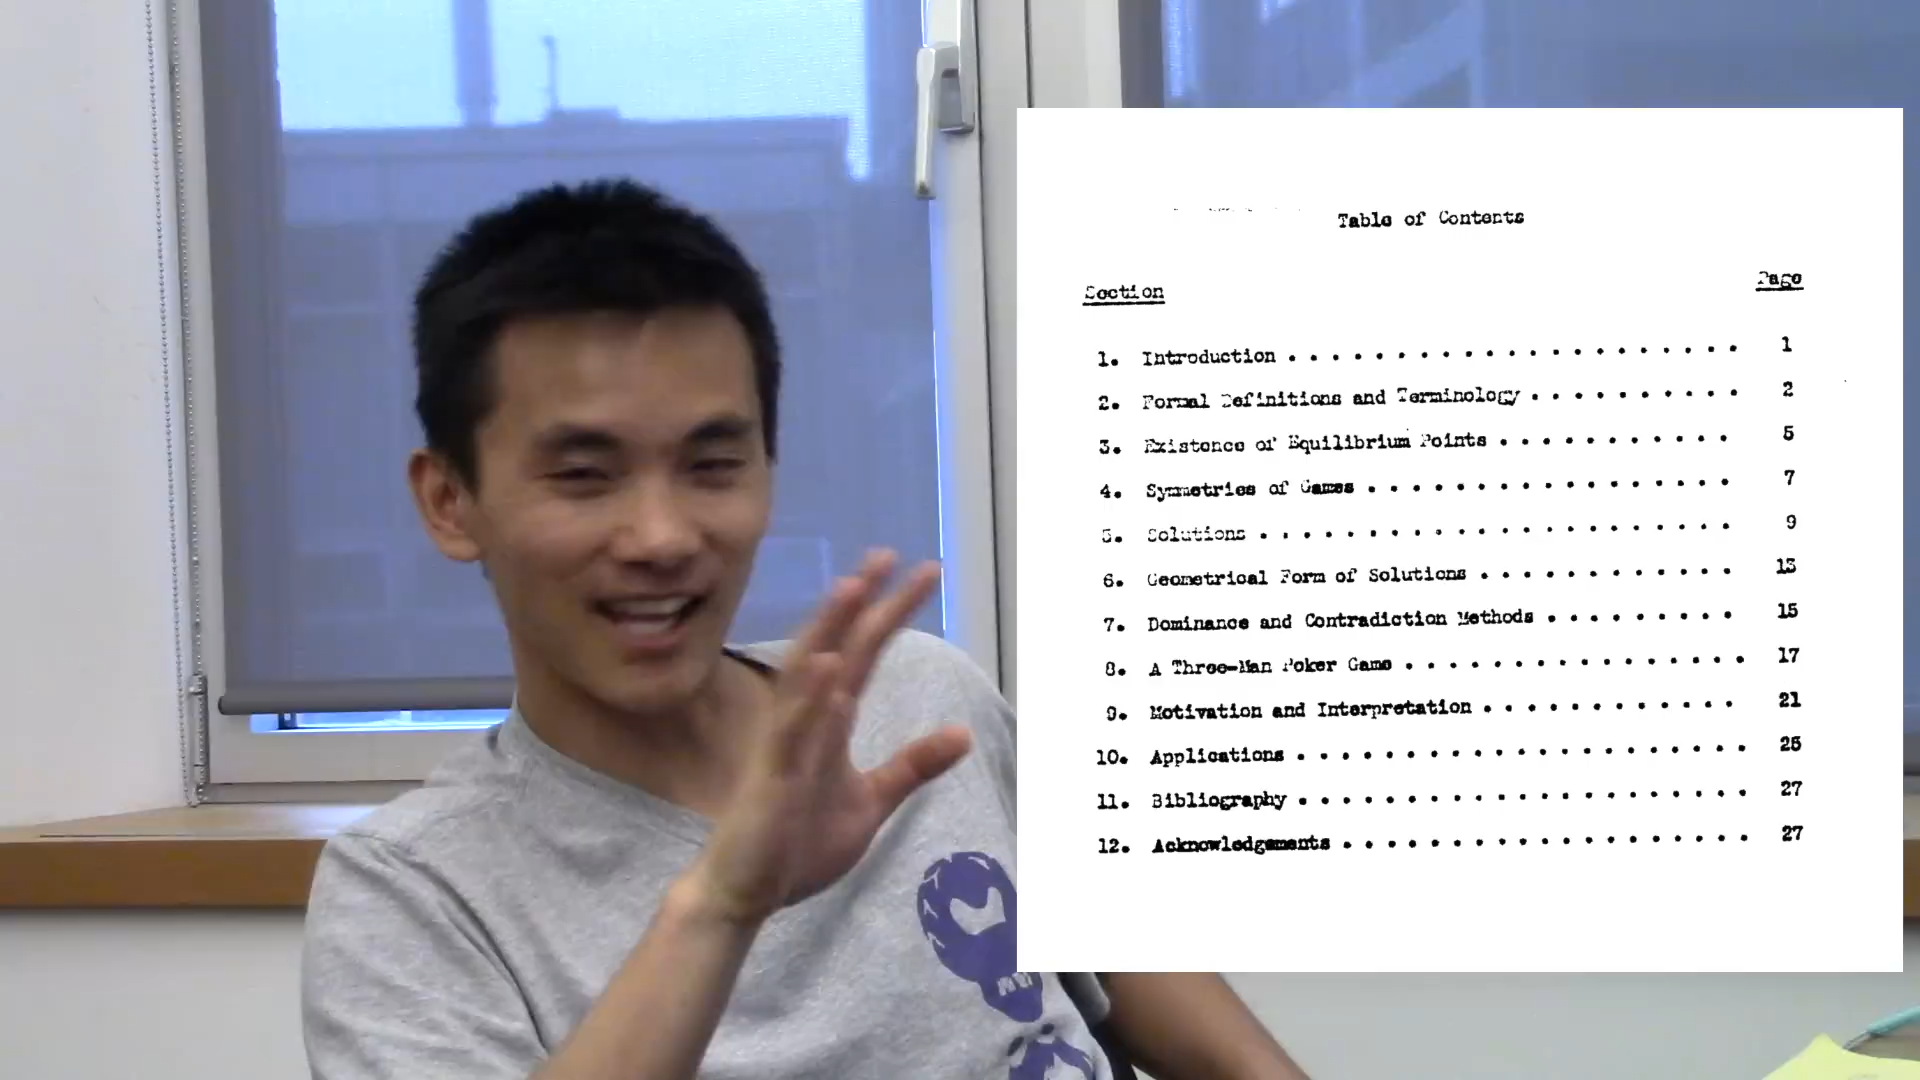 Table of Contents
Section Page
1. Introduction . . . . . . . . . . . . . . . . . . . . . 1
2. Formal Definitions and Terminology . . . . . . . . . . 2
3. Existence of Equilibrium Points . . . . . . . . . . . 5
4. Symmetries of Games . . . . . . . . . . . . . . . . . 7
5. Solutions . . . . . . . . . . . . . . . . . . . . . . 9
6. Geometrical Form of Solutions . . . . . . . . . . . . 13
7. Dominance and Contradiction Methods . . . . . . . . . 15
8. A Three-Man Poker Game . . . . . . . . . . . . . . . . 17
9. Motivation and Interpretation . . . . . . . . . . . . 21
10. Applications . . . . . . . . . . . . . . . . . . . . . 25
11. Bibliography . . . . . . . . . . . . . . . . . . . . . 27
12. Acknowledgements . . . . . . . . . . . . . . . . . . . 27